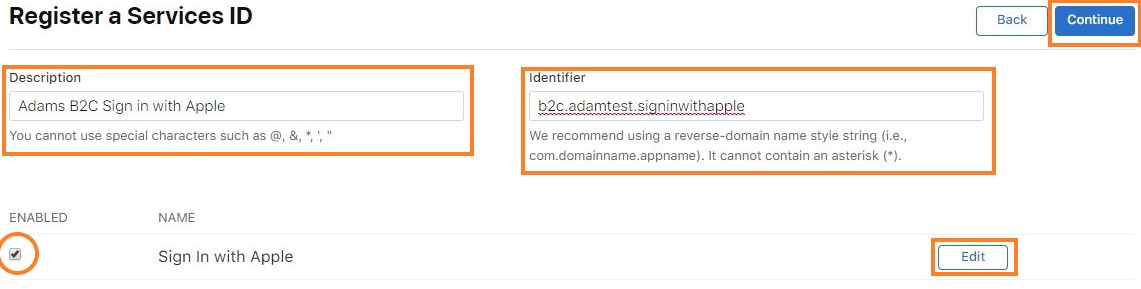 Register a Services ID
Back
Continue
Description
Identifier
Adams B2C Sign in with Apple
b2c.adamtest.signinwithapple
You cannot use special characters such as @, &, *, ', "
We recommend using a reverse-domain name style string (i.e.,
com.domainname.appname). It cannot contain an asterisk (*).
ENABLED
NAME
Sign In with Apple
Edit